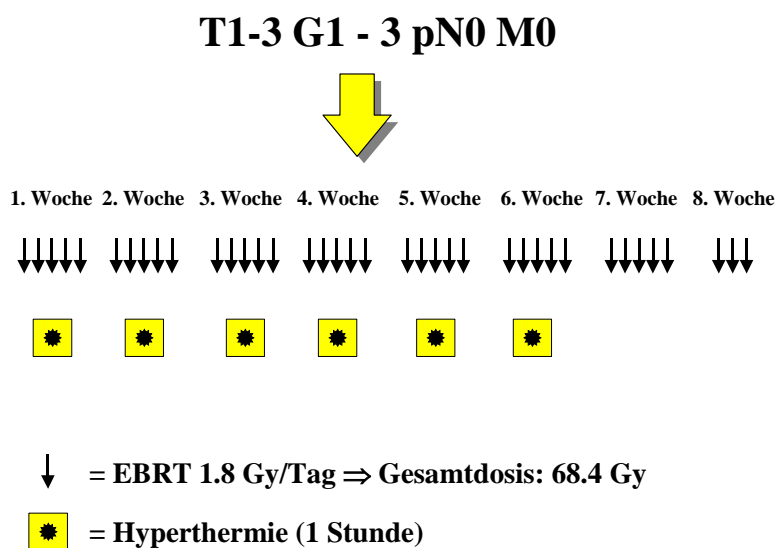 T1-3 G1 - 3 pN0 M0
1. Woche 2. Woche 3. Woche 4. Woche 5. Woche 6. Woche 7. Woche 8. Woche
= EBRT 1.8 Gy/Tag ⇒ Gesamtdosis: 68.4 Gy
= Hyperthermie (1 Stunde)